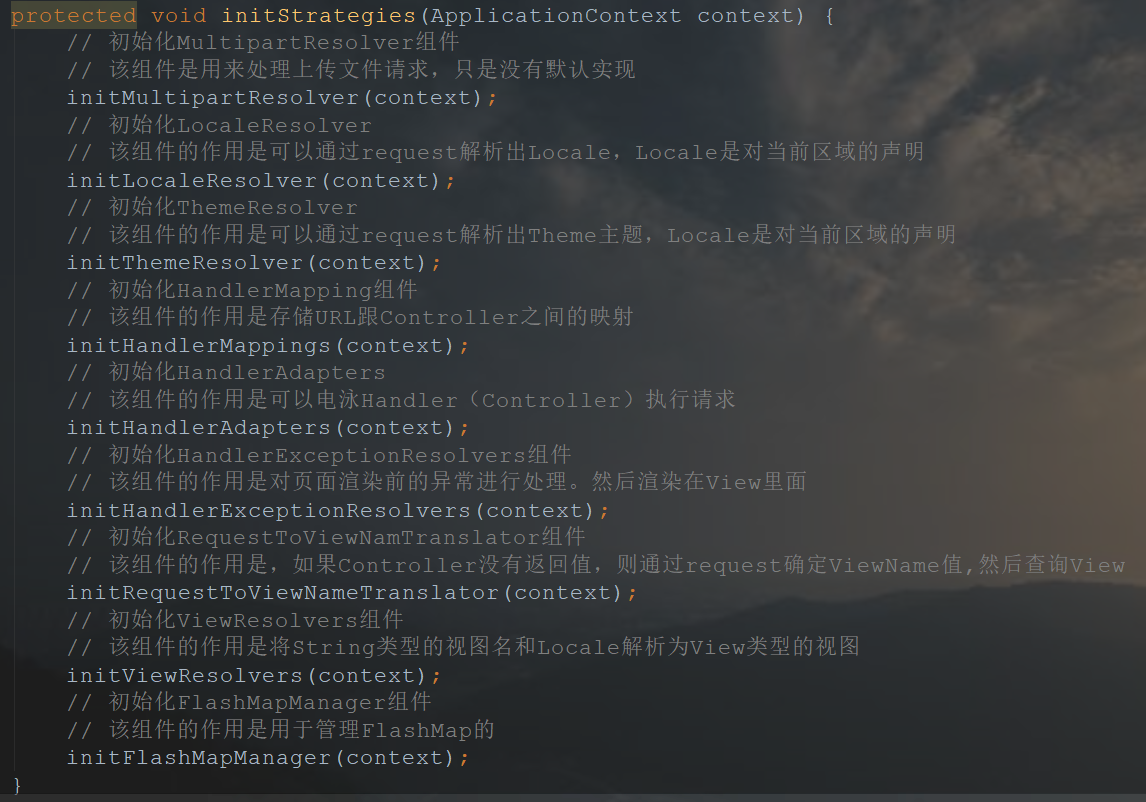 protected void initStrategies(ApplicationContext context) {
// 初始化MultipartResolver组件
// 该组件是用来处理上传文件请求，只是没有默认实现
initMultipartResolver(context);
// 初始化LocaleResolver
// 该组件的作用是可以通过request解析出Locale，Locale是对当前区域的声明
initLocaleResolver(context);
// 初始化ThemeResolver
// 该组件的作用是可以通过request解析出Theme主题，Locale是对当前区域的声明
initThemeResolver(context);
// 初始化HandlerMapping组件
// 该组件的作用是存储URL跟Controller之间的映射
initHandlerMappings(context);
// 初始化HandlerAdapters
// 该组件的作用是可以电泳Handler（Controller）执行请求
initHandlerAdapters(context);
// 初始化HandlerExceptionResolvers组件
// 该组件的作用是对页面渲染前的异常进行处理。然后渲染在View里面
initHandlerExceptionResolvers(context);
// 初始化RequestToViewNamTranslator组件
// 该组件的作用是，如果Controller没有返回值，则通过request确定ViewName值,然后查询View
initRequestToViewNameTranslator(context);
// 初始化ViewResolvers组件
// 该组件的作用是将String类型的视图名和Locale解析为View类型的视图
initViewResolvers(context);
// 初始化FlashMapManager组件
// 该组件的作用是用于管理FlashMap的
initFlashMapManager(context);
}